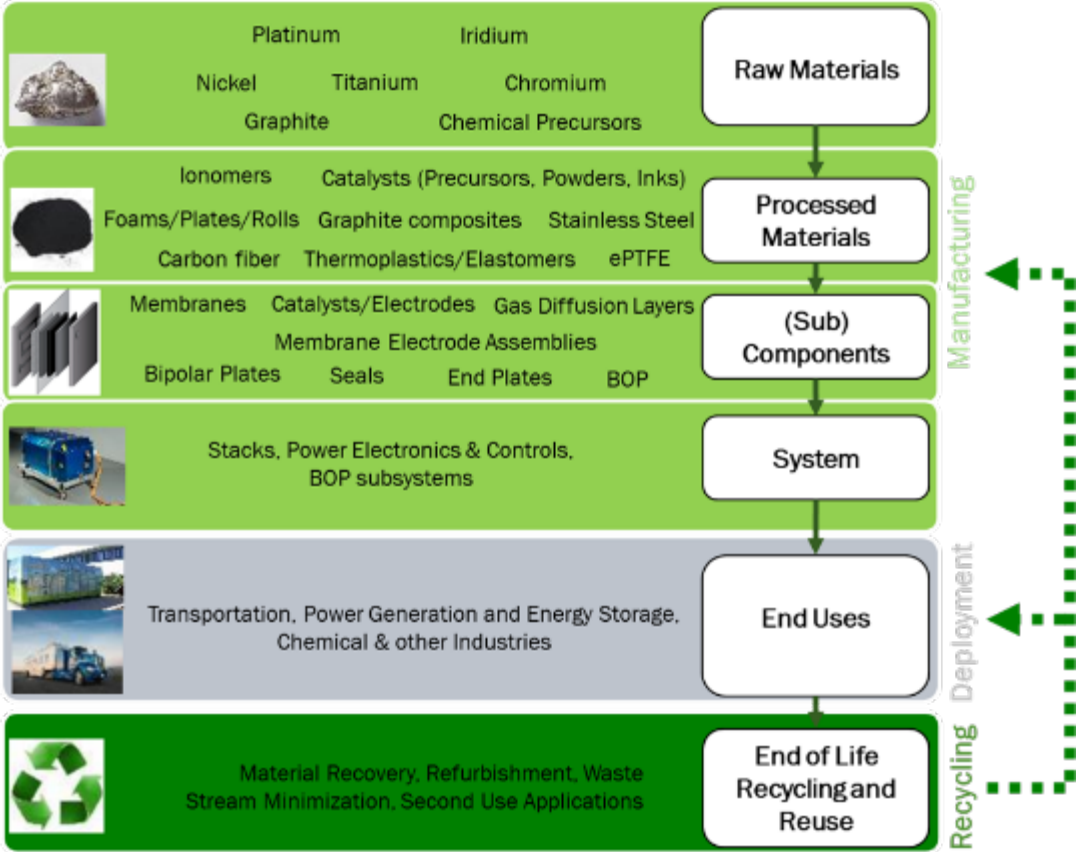 Platinum Iridium
Raw Materials
Nickel Titanium Chromium
Graphite Chemical Precursors
Ionomers Catalysts (Precursors, Powders, Inks)
Foams/Plates/Rolls Graphite composites Stainless Steel
Carbon fiber Thermoplastics/Elastomers ePTFE
Processed
Materials
Membranes Catalysts/Electrodes Gas Diffusion Layers
Membrane Electrode Assemblies
Bipolar Plates Seals End Plates BOP
(Sub)
Components
Manufacturing
Stacks, Power Electronics & Controls,
BOP subsystems
System
Transportation, Power Generation and Energy Storage,
Chemical & other Industries
End Uses
Deployment
Material Recovery, Refurbishment, Waste
Stream Minimization, Second Use Applications
End of Life
Recycling and
Reuse
Recycling